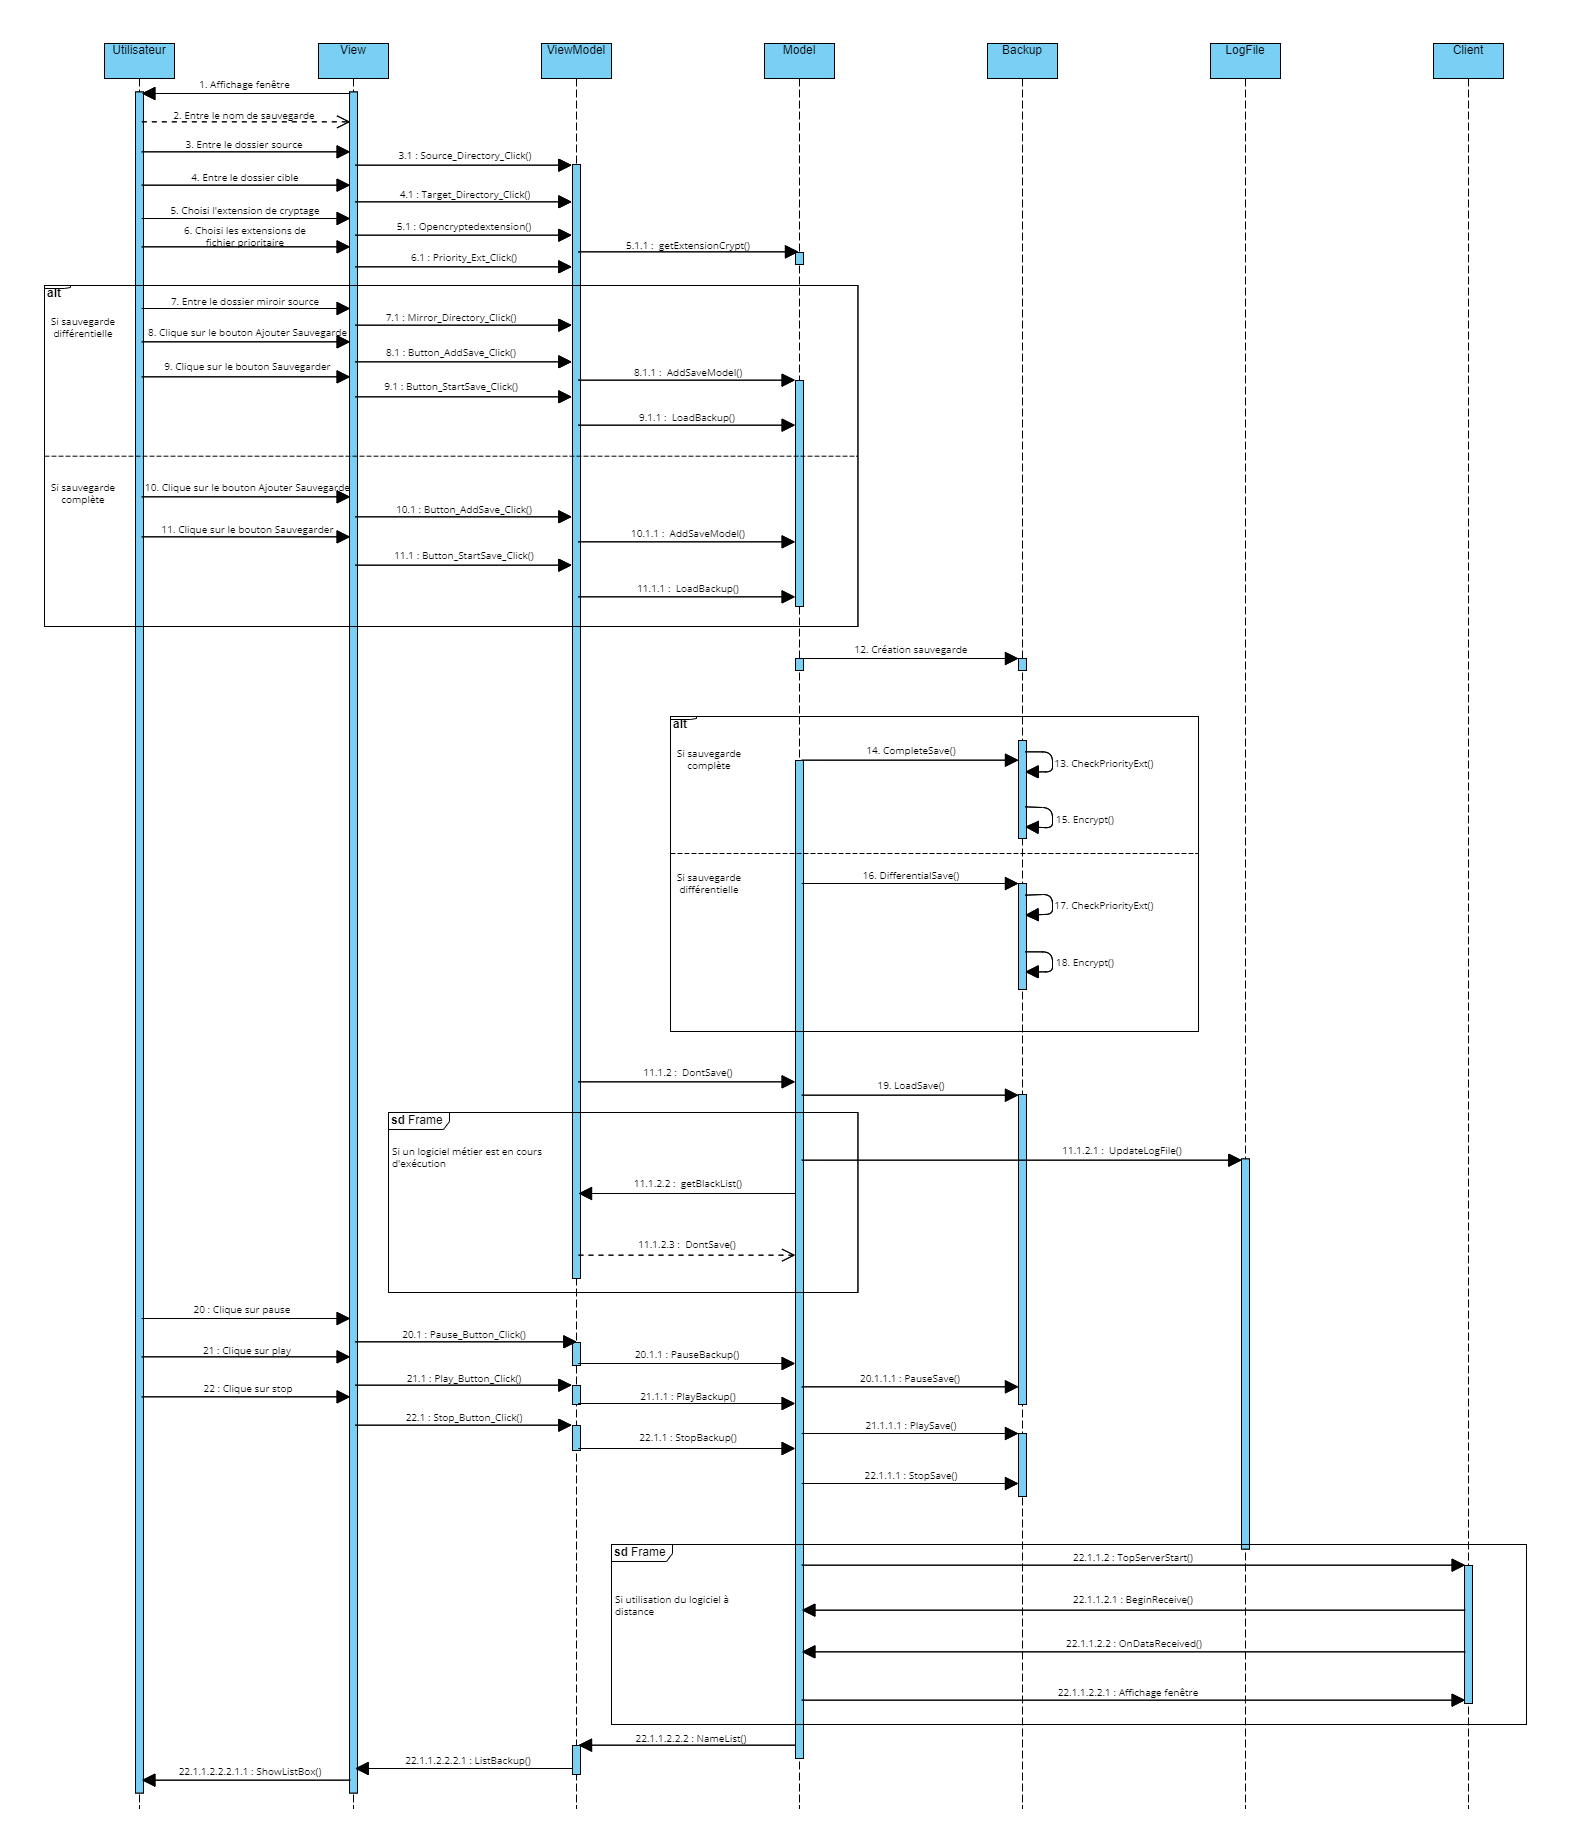 Utilisateur
View
ViewModel
Model
Backup
LogFile
Client
1. Affichage fenêtre
2. Entre le nom de sauvegarde
3. Entre le dossier source
3.1 : Source_Directory_Click()
4. Entre le dossier cible
4.1 : Target_Directory_Click()
5. Choisi l'extension de cryptage
5.1 : Opencryptedextension()
6. Choisi les extensions de
fichier prioritaire
5.1.1 : getExtensionCrypt()
6.1 : Priority_Ext_Click()
alt
7. Entre le dossier miroir source
Si sauvegarde
différentielle
7.1 : Mirror_Directory_Click()
8. Clique sur le bouton Ajouter Sauvegarde
8.1 : Button_AddSave_Click()
9. Clique sur le bouton Sauvegarder
8.1.1 : AddSaveModel()
9.1 : Button_StartSave_Click()
9.1.1 : LoadBackup()
Si sauvegarde
complète
10. Clique sur le bouton Ajouter Sauvegarde
10.1 : Button_AddSave_Click()
11. Clique sur le bouton Sauvegarder
10.1.1 : AddSaveModel()
11.1 : Button_StartSave_Click()
11.1.1 : LoadBackup()
12. Création sauvegarde
alt
Si sauvegarde
complète
14. CompleteSave()
13. CheckPriorityExt()
15. Encrypt()
Si sauvegarde
différentielle
16. DifferentialSave()
17. CheckPriorityExt()
18. Encrypt()
11.1.2 : DontSave()
19. LoadSave()
sd Frame
Si un logiciel métier est en cours
d'exécution
11.1.2.1 : UpdateLogFile()
11.1.2.2 : getBlackList()
11.1.2.3 : DontSave()
20 : Clique sur pause
20.1 : Pause_Button_Click()
21 : Clique sur play
20.1.1 : PauseBackup()
21.1 : Play_Button_Click()
20.1.1.1 : PauseSave()
22 : Clique sur stop
21.1.1 : PlayBackup()
22.1 : Stop_Button_Click()
21.1.1.1 : PlaySave()
22.1.1 : StopBackup()
22.1.1.1 : StopSave()
sd Frame
22.1.1.2 : TopServerStart()
Si utilisation du logiciel à
distance
22.1.1.2.1 : BeginReceive()
22.1.1.2.2 : OnDataReceived()
22.1.1.2.2.1 : Affichage fenêtre
22.1.1.2.2.2 : NameList()
22.1.1.2.2.2.1 : ListBackup()
22.1.1.2.2.2.1.1 : ShowListBox()